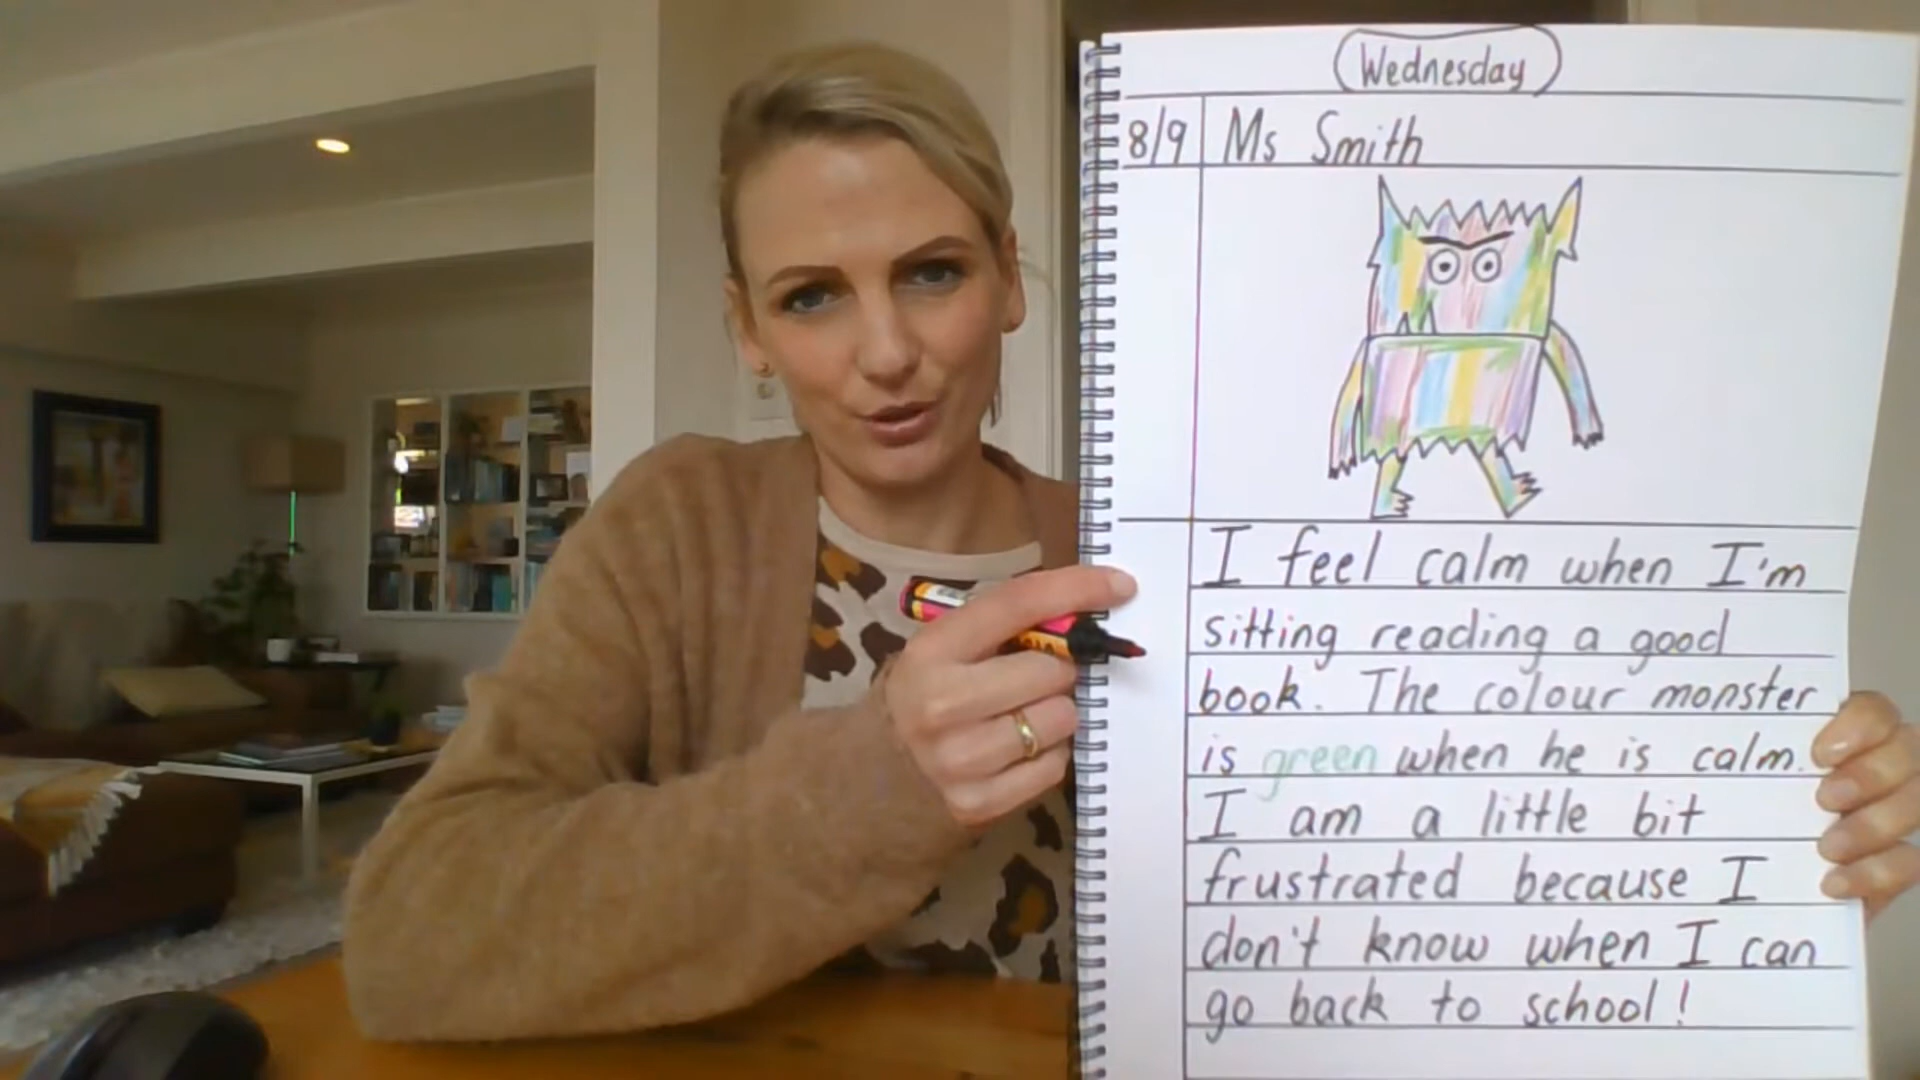 Wednesday
8/9 Ms Smith
I feel calm when I'm
sitting reading a good
book. The colour monster
is green when he is calm.
I am a little bit
frustrated because I
don't know when I can
go back to school!